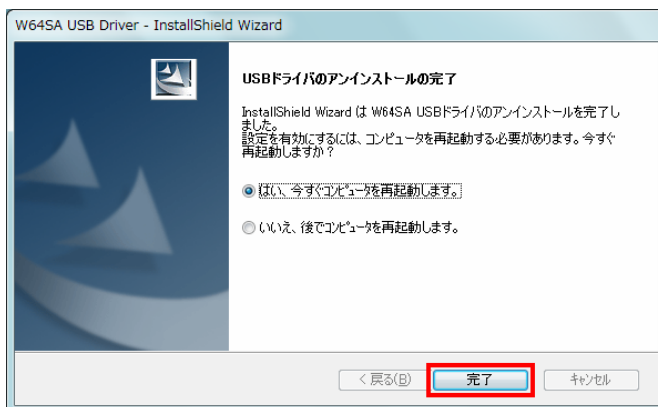 W64SA USB Driver - InstallShield Wizard
USBドライバのアンインストールの完了
InstallShield Wizard は W64SA USBドライバのアンインストールを完了し
ました。
設定を有効にするには、コンピュータを再起動する必要があります。今すぐ
再起動しますか？
はい、今すぐコンピュータを再起動します。
いいえ、後でコンピュータを再起動します。
< 戻る(B)
完了
キャンセル